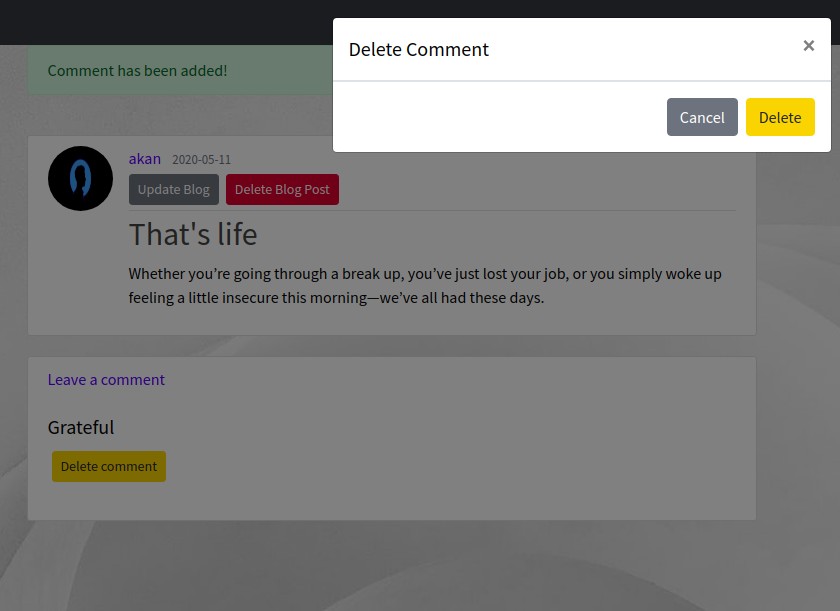 Delete Comment ×
Comment has been added!
Cancel Delete
akan 2020-05-11
Update Blog Delete Blog Post
That's life
Whether you’re going through a break up, you’ve just lost your job, or you simply woke up
feeling a little insecure this morning—we’ve all had these days.
Leave a comment
Grateful
Delete comment